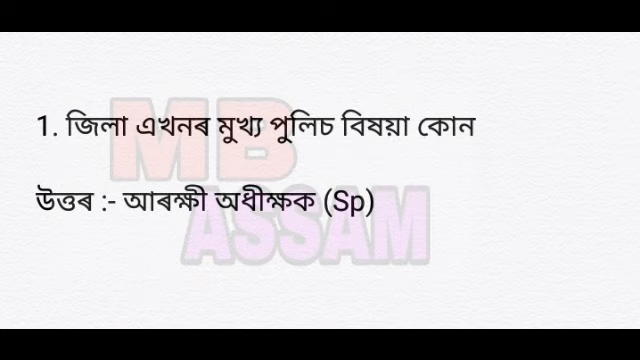 MB
ASSAM
1. জিলা এখনৰ মুখ্য পুলিচ বিষয়া কোন
উত্তৰ :- আৰক্ষী অধীক্ষক (Sp)